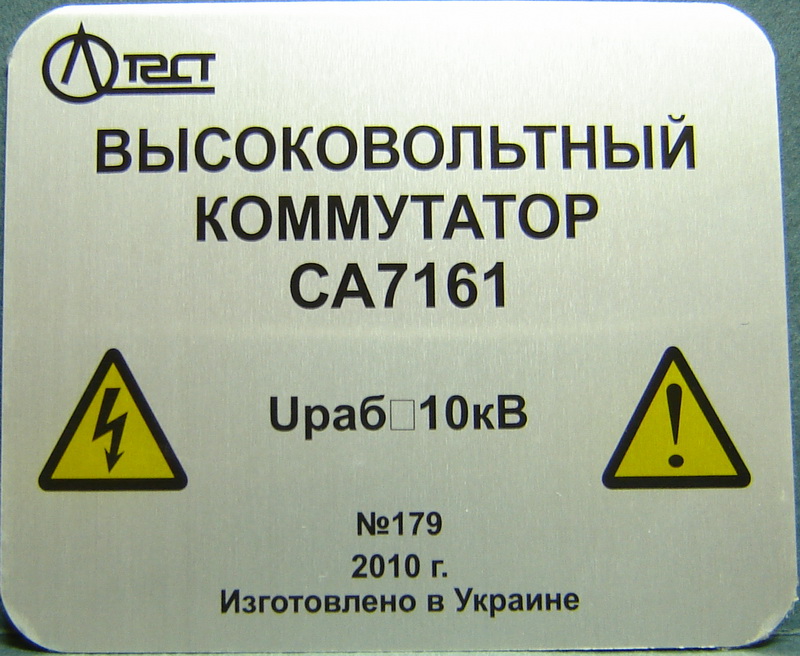 тест
ВЫСОКОВОЛЬТНЫЙ
КОММУТАТОР
СА7161
Uраб□10кВ
№179
2010 г.
Изготовлено в Украине